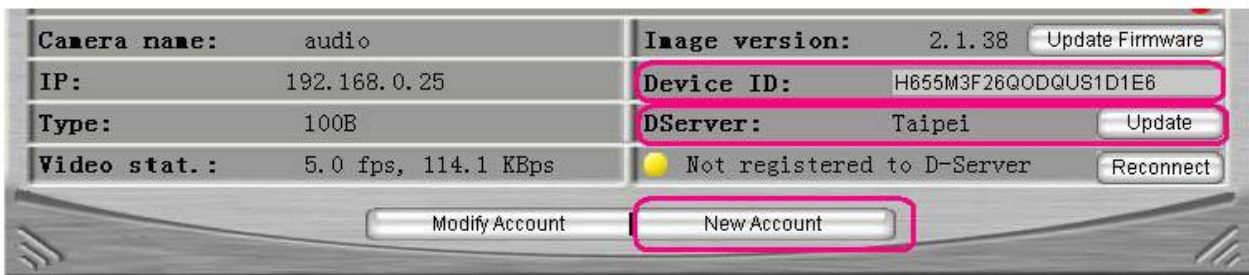 Camera name: audio Image version: 2.1.38 Update Firmware
IP: 192.168.0.25 Device ID: H655M3F26QODQUS1D1E6
Type: 100B DServer: Taipei Update
Video stat.: 5.0 fps, 114.1 KBps Not registered to D-Server Reconnect
Modify Account New Account